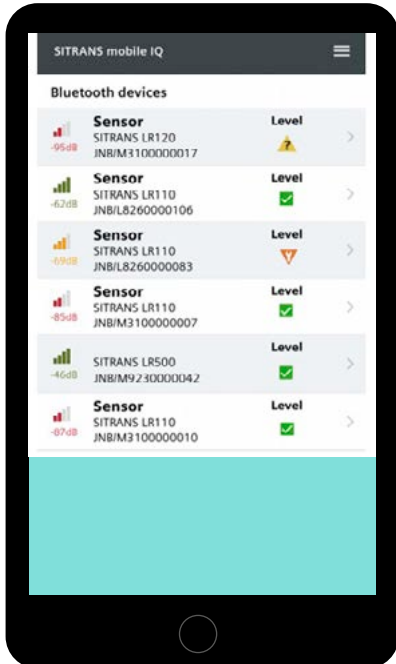 SITRANS mobile IQ
Bluetooth devices
Sensor
Level
SITRANS LR120
-95dB
JNB/M3100000017
Sensor
Level
SITRANS LR110
-62dB
JNB/L8260000106
Sensor
Level
SITRANS LR110
-69dB
JNB/L8260000083
Sensor
Level
SITRANS LR110
-85dB
JNB/M3100000007
Level
SITRANS LR500
-46dB
JNB/M9230000042
Sensor
Level
SITRANS LR110
-87dB
JNB/M3100000010